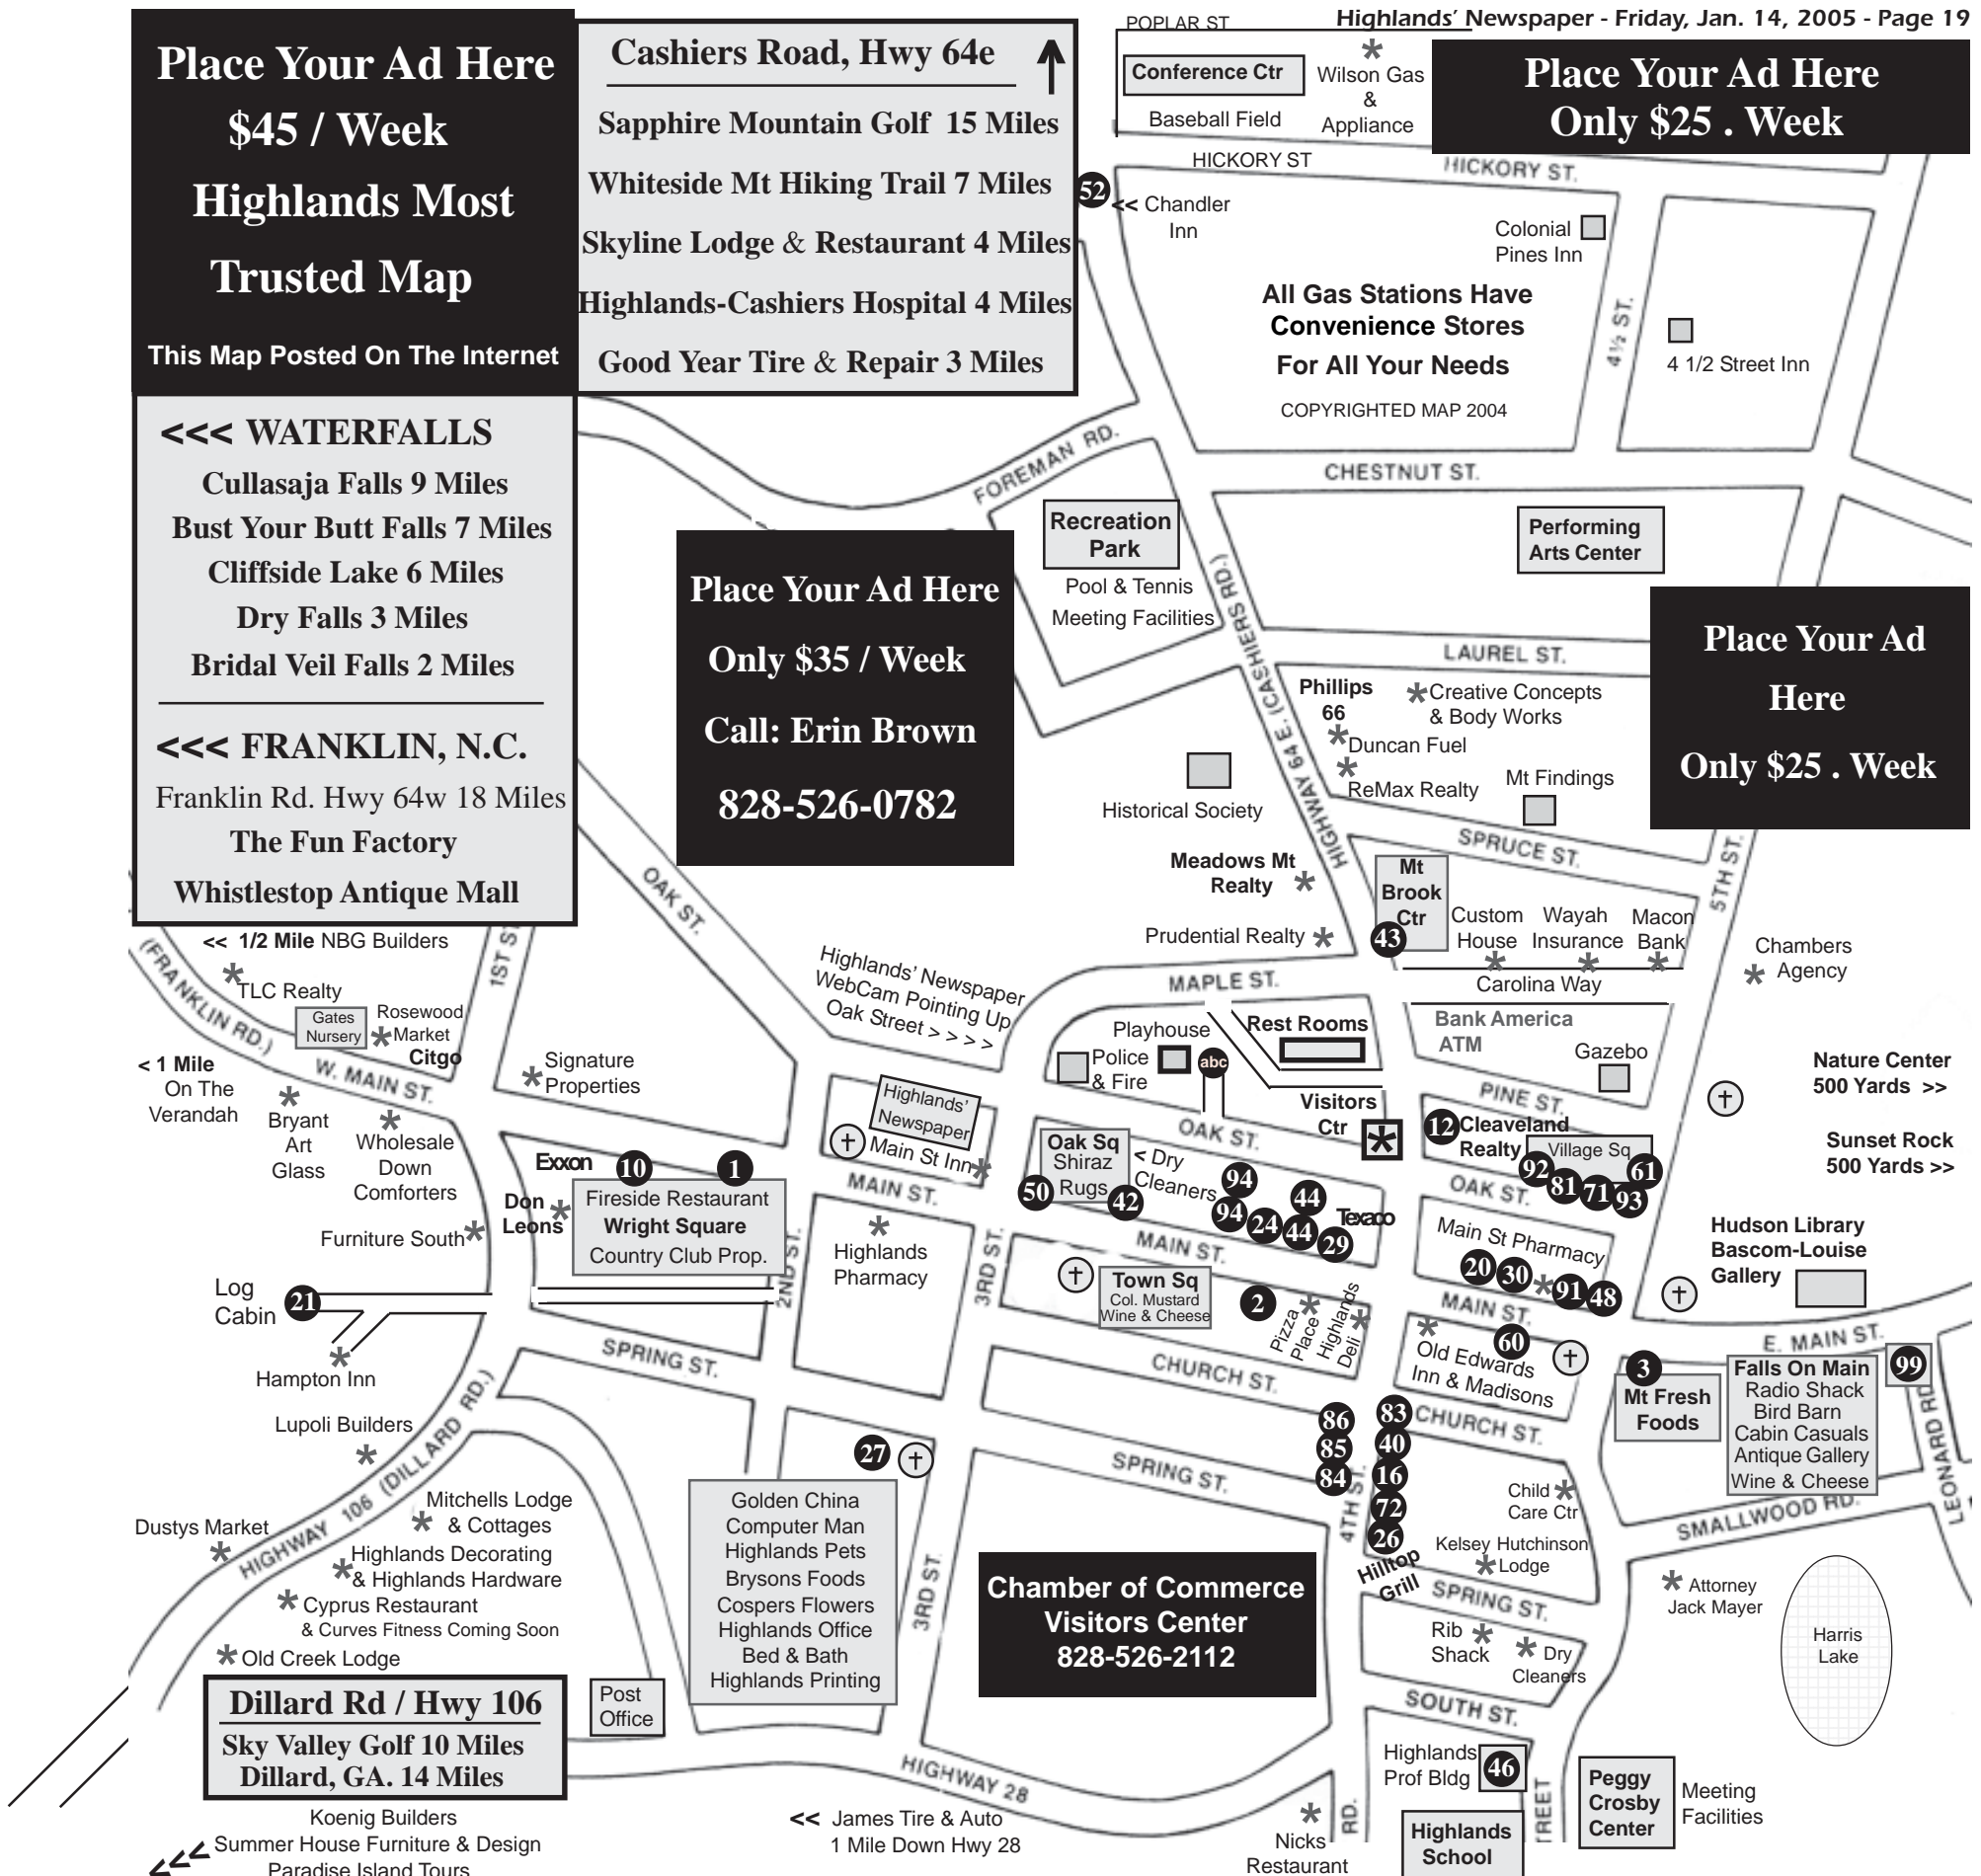 Highlands' Newspaper - Friday, Jan. 14, 2005 - Page 19
Place Your Ad Here
$45 / Week
Highlands Most
Trusted Map
This Map Posted On The Internet
Cashiers Road, Hwy 64e
Sapphire Mountain Golf 15 Miles
Whiteside Mt Hiking Trail 7 Miles
Skyline Lodge & Restaurant 4 Miles
Highlands-Cashiers Hospital 4 Miles
Good Year Tire & Repair 3 Miles
POPLAR ST
Conference Ctr
Baseball Field
Wilson Gas
&
Appliance
Place Your Ad Here
Only $25 . Week
HICKORY ST
HICKORY ST.
52
<< Chandler
Inn
Colonial
Pines Inn
All Gas Stations Have
Convenience Stores
For All Your Needs
COPYRIGHTED MAP 2004
4½ ST.
4 1/2 Street Inn
<<< WATERFALLS
Cullasaja Falls 9 Miles
Bust Your Butt Falls 7 Miles
Cliffside Lake 6 Miles
Dry Falls 3 Miles
Bridal Veil Falls 2 Miles
<<< FRANKLIN, N.C.
Franklin Rd. Hwy 64w 18 Miles
The Fun Factory
Whistlestop Antique Mall
FOREMAN RD.
CHESTNUT ST.
Recreation
Park
Pool & Tennis
Meeting Facilities
Performing
Arts Center
Place Your Ad Here
Only $35 / Week
Call: Erin Brown
828-526-0782
HIGHWAY 64 E. (CASHIERS RD.)
LAUREL ST.
Place Your Ad
Here
Only $25 . Week
Phillips
66
Creative Concepts
& Body Works
Duncan Fuel
ReMax Realty
Mt Findings
Historical Society
SPRUCE ST.
5TH ST.
Meadows Mt
Realty
Mt
Brook
Ctr
43
Prudential Realty
Custom
House
Wayah
Insurance
Macon
Bank
Carolina Way
Chambers
Agency
OAK ST.
<< 1/2 Mile NBG Builders
(FRANKLIN RD.)
TLC Realty
1ST ST
Gates
Nursery
Rosewood
Market
Citgo
Highlands' Newspaper
WebCam Pointing Up
Oak Street > > > >
MAPLE ST.
Playhouse
Police
& Fire
abc
Rest Rooms
Bank America
ATM
Gazebo
Nature Center
500 Yards >>
< 1 Mile
On The
Verandah
W. MAIN ST.
Bryant
Art
Glass
Wholesale
Down
Comforters
Signature
Properties
Highlands'
Newspaper
Main St Inn
Visitors
Ctr
PINE ST.
12
Cleaveland
Realty
Village Sq
92
81
71
93
61
Sunset Rock
500 Yards >>
Exxon
10
1
Fireside Restaurant
Wright Square
Country Club Prop.
Don
Leons
Furniture South
MAIN ST.
Highlands
Pharmacy
Oak Sq
Shiraz
Rugs
50
42
OAK ST.
< Dry
Cleaners
94
94
24
44
44
29
Texaco
OAK ST.
Main St Pharmacy
20
30
91
48
Hudson Library
Bascom-Louise
Gallery
Log
Cabin
21
2ND ST.
3RD ST.
MAIN ST.
Town Sq
Col. Mustard
Wine & Cheese
2
Pizza
Place
Highlands
Deli
MAIN ST.
60
Old Edwards
Inn & Madisons
E. MAIN ST.
Hampton Inn
SPRING ST.
CHURCH ST.
3
Mt Fresh
Foods
Falls On Main
Radio Shack
Bird Barn
Cabin Casuals
Antique Gallery
Wine & Cheese
99
LEONARD RD
Lupoli Builders
HIGHWAY 106 (DILLARD RD.)
27
86
85
84
83
40
16
72
26
CHURCH ST.
SPRING ST.
4TH ST.
Child
Care Ctr
SMALLWOOD RD.
Mitchells Lodge
& Cottages
Dustys Market
Highlands Decorating
& Highlands Hardware
Cyprus Restaurant
& Curves Fitness Coming Soon
Old Creek Lodge
Golden China
Computer Man
Highlands Pets
Brysons Foods
Cospers Flowers
Highlands Office
Bed & Bath
Highlands Printing
3RD ST.
Chamber of Commerce
Visitors Center
828-526-2112
Hilltop
Grill
Kelsey Hutchinson
Lodge
SPRING ST.
Attorney
Jack Mayer
Rib
Shack
Dry
Cleaners
Harris
Lake
Dillard Rd / Hwy 106
Sky Valley Golf 10 Miles
Dillard, GA. 14 Miles
Post
Office
SOUTH ST.
HIGHWAY 28
Highlands
Prof Bldg
46
Peggy
Crosby
Center
Meeting
Facilities
Koenig Builders
Summer House Furniture & Design
<<<
Paradise Island Tours
<< James Tire & Auto
1 Mile Down Hwy 28
Nicks
Restaurant
RD.
Highlands
School
TREET